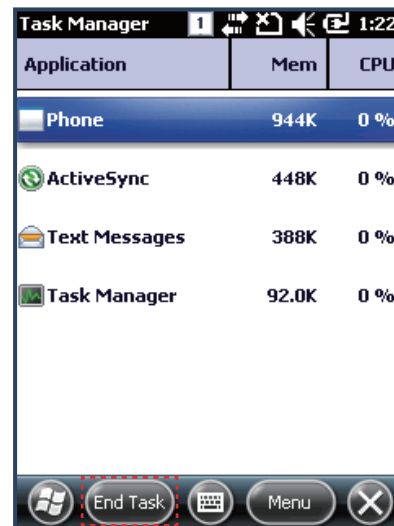 Task Manager 1 1:22
Application Mem CPU
Phone 944K 0 %
ActiveSync 448K 0 %
Text Messages 388K 0 %
Task Manager 92.0K 0 %
End Task Menu